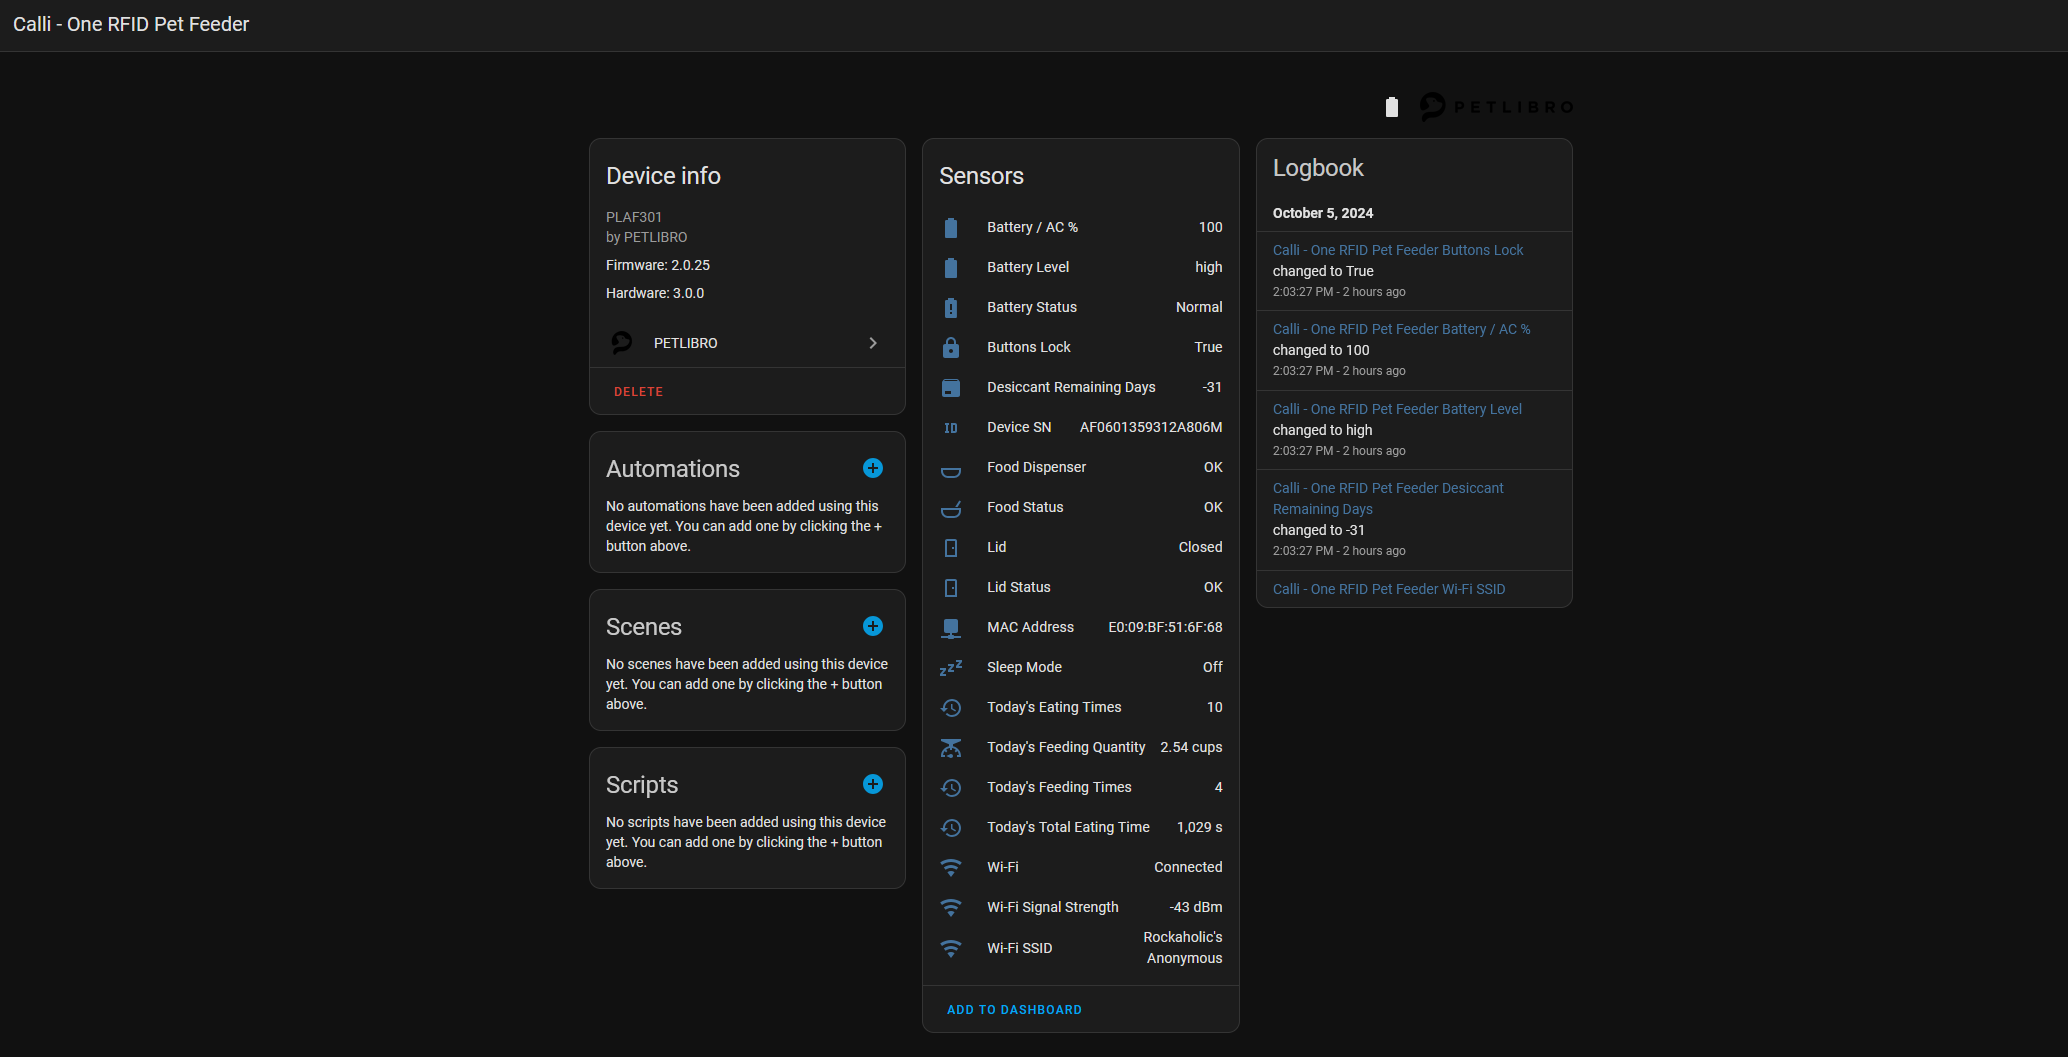 Calli - One RFID Pet Feeder
PETLIBRO
Device info
PLAF301
by PETLIBRO
Firmware: 2.0.25
Hardware: 3.0.0
PETLIBRO
DELETE
Automations
No automations have been added using this
device yet. You can add one by clicking the +
button above.
Scenes
No scenes have been added using this device
yet. You can add one by clicking the + button
above.
Scripts
No scripts have been added using this device
yet. You can add one by clicking the + button
above.
Sensors
Battery / AC % 100
Battery Level high
Battery Status Normal
Buttons Lock True
Desiccant Remaining Days -31
ID Device SN AF0601359312A806M
Food Dispenser OK
Food Status OK
Lid Closed
Lid Status OK
MAC Address E0:09:BF:51:6F:68
zzz Sleep Mode Off
Today's Eating Times 10
Today's Feeding Quantity 2.54 cups
Today's Feeding Times 4
Today's Total Eating Time 1,029 s
Wi-Fi Connected
Wi-Fi Signal Strength -43 dBm
Wi-Fi SSID Rockaholic's
Anonymous
ADD TO DASHBOARD
Logbook
October 5, 2024
Calli - One RFID Pet Feeder Buttons Lock
changed to True
2:03:27 PM - 2 hours ago
Calli - One RFID Pet Feeder Battery / AC %
changed to 100
2:03:27 PM - 2 hours ago
Calli - One RFID Pet Feeder Battery Level
changed to high
2:03:27 PM - 2 hours ago
Calli - One RFID Pet Feeder Desiccant
Remaining Days
changed to -31
2:03:27 PM - 2 hours ago
Calli - One RFID Pet Feeder Wi-Fi SSID